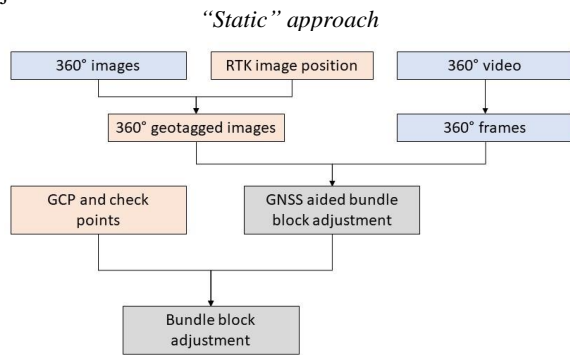 “Static” approach
360° images
RTK image position
360° video
360° geotagged images
360° frames
GCP and check
points
GNSS aided bundle
block adjustment
Bundle block
adjustment